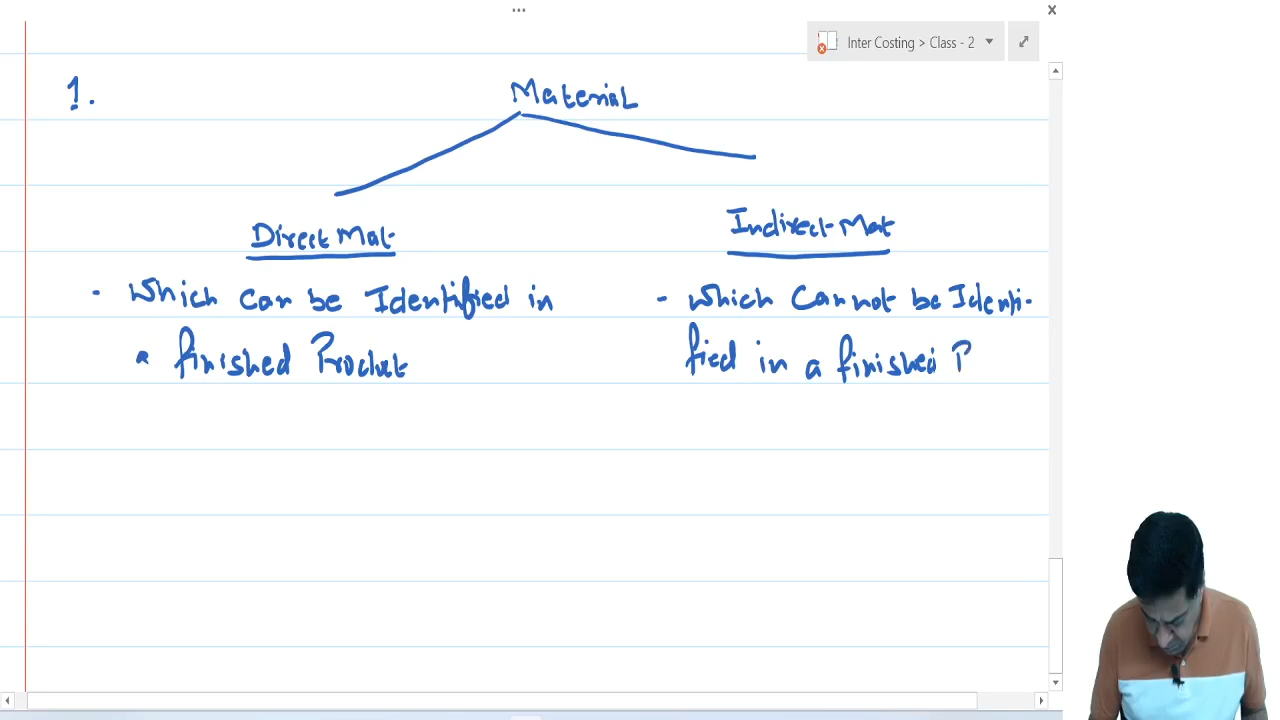 Inter Costing > Class - 2
1. Material
Direct Mat. Indirect Mat
- Which Can be Identified in
a finished Product
- Which Cannot be Identi-
fied in a finished P